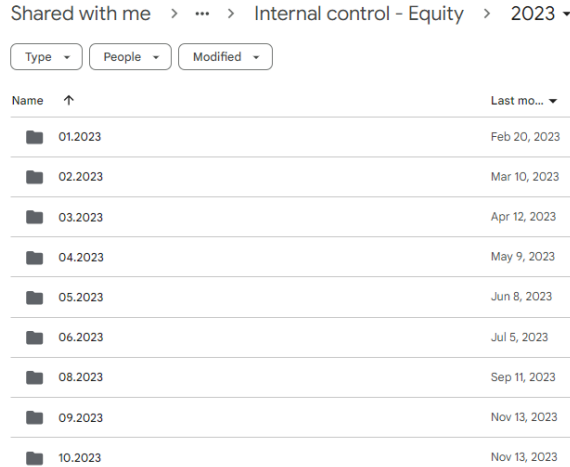 Shared with me > ... > Internal control - Equity > 2023
Type People Modified
Name Last mo...
01.2023 Feb 20, 2023
02.2023 Mar 10, 2023
03.2023 Apr 12, 2023
04.2023 May 9, 2023
05.2023 Jun 8, 2023
06.2023 Jul 5, 2023
08.2023 Sep 11, 2023
09.2023 Nov 13, 2023
10.2023 Nov 13, 2023